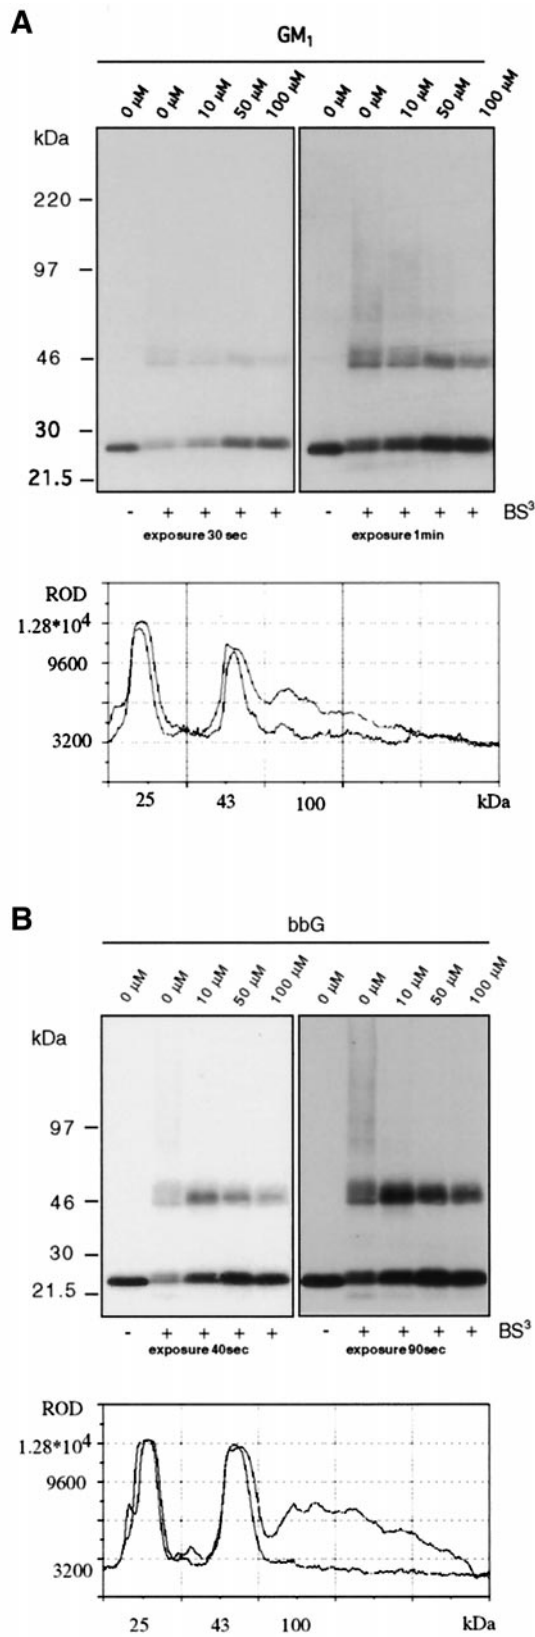 A
GM1
0 µM 0 µM 10 µM 50 µM 100 µM 0 µM 0 µM 10 µM 50 µM 100 µM
kDa
220
97
46
30
21.5
- + + + + - + + + + BS3
exposure 30 sec exposure 1min
ROD
1.28*104
9600
3200
25 43 100 kDa
B
bbG
0 µM 0 µM 10 µM 50 µM 100 µM 0 µM 0 µM 10 µM 50 µM 100 µM
kDa
97
46
30
21.5
- + + + + - + + + + BS3
exposure 40sec exposure 90sec
ROD
1.28*104
9600
3200
25 43 100 kDa